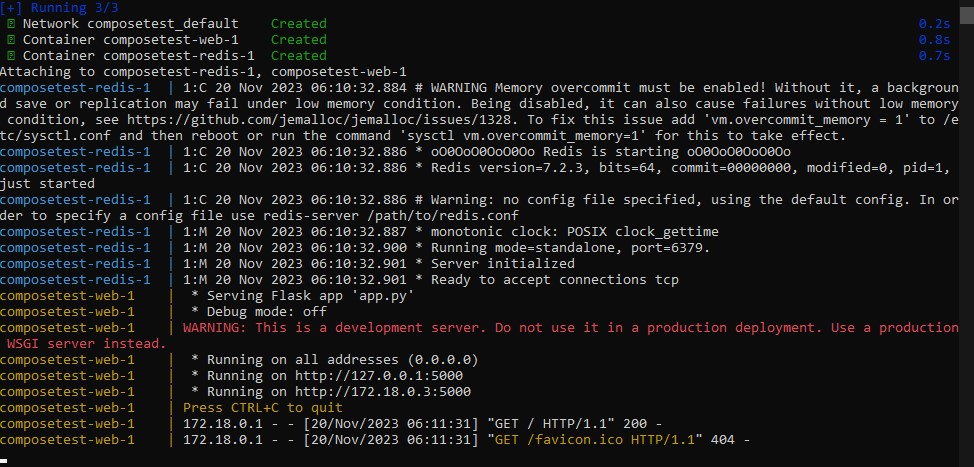 [+] Running 3/3
Network composetest_default    Created    0.2s
Container composetest-web-1    Created    0.8s
Container composetest-redis-1  Created    0.7s
Attaching to composetest-redis-1, composetest-web-1
composetest-redis-1  | 1:C 20 Nov 2023 06:10:32.884 # WARNING Memory overcommit must be enabled! Without it, a backgroun
d save or replication may fail under low memory condition. Being disabled, it can also cause failures without low memory
 condition, see https://github.com/jemalloc/jemalloc/issues/1328. To fix this issue add 'vm.overcommit_memory = 1' to /e
tc/sysctl.conf and then reboot or run the command 'sysctl vm.overcommit_memory=1' for this to take effect.
composetest-redis-1  | 1:C 20 Nov 2023 06:10:32.886 * oO0OoO0OoO0Oo Redis is starting oO0OoO0OoO0Oo
composetest-redis-1  | 1:C 20 Nov 2023 06:10:32.886 * Redis version=7.2.3, bits=64, commit=00000000, modified=0, pid=1,
just started
composetest-redis-1  | 1:C 20 Nov 2023 06:10:32.886 # Warning: no config file specified, using the default config. In or
der to specify a config file use redis-server /path/to/redis.conf
composetest-redis-1  | 1:M 20 Nov 2023 06:10:32.887 * monotonic clock: POSIX clock_gettime
composetest-redis-1  | 1:M 20 Nov 2023 06:10:32.900 * Running mode=standalone, port=6379.
composetest-redis-1  | 1:M 20 Nov 2023 06:10:32.901 * Server initialized
composetest-redis-1  | 1:M 20 Nov 2023 06:10:32.901 * Ready to accept connections tcp
composetest-web-1    |  * Serving Flask app 'app.py'
composetest-web-1    |  * Debug mode: off
composetest-web-1    | WARNING: This is a development server. Do not use it in a production deployment. Use a production
 WSGI server instead.
composetest-web-1    |  * Running on all addresses (0.0.0.0)
composetest-web-1    |  * Running on http://127.0.0.1:5000
composetest-web-1    |  * Running on http://172.18.0.3:5000
composetest-web-1    | Press CTRL+C to quit
composetest-web-1    | 172.18.0.1 - - [20/Nov/2023 06:11:31] "GET / HTTP/1.1" 200 -
composetest-web-1    | 172.18.0.1 - - [20/Nov/2023 06:11:31] "GET /favicon.ico HTTP/1.1" 404 -